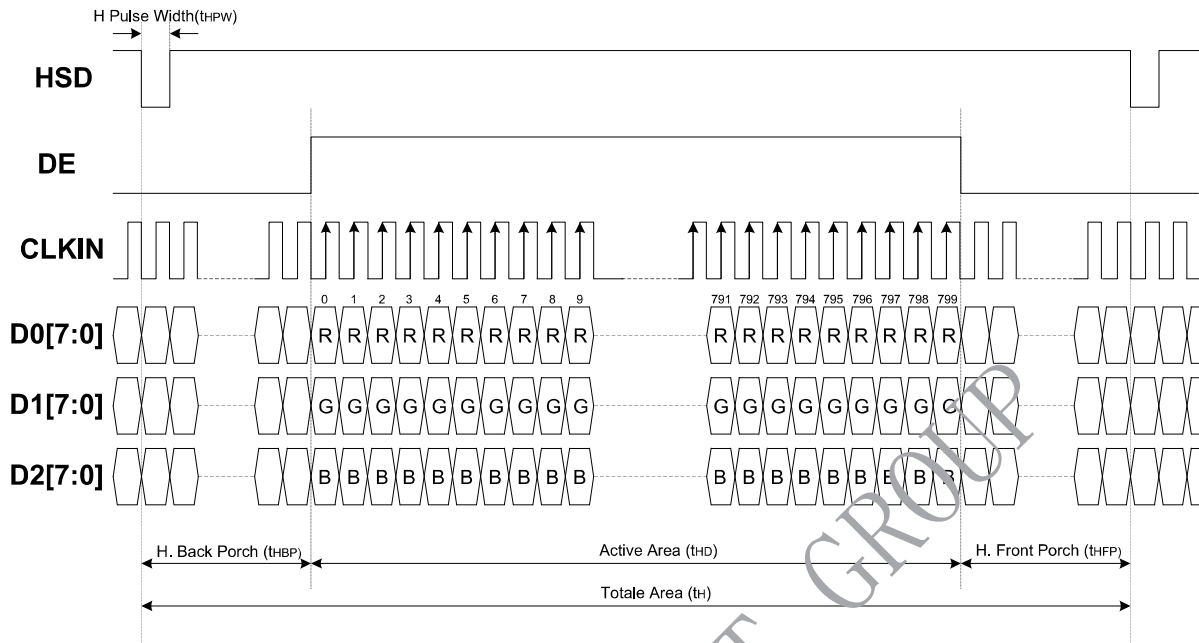 H Pulse Width(tHPW)
HSD
DE
CLKIN
0 1 2 3 4 5 6 7 8 9 791 792 793 794 795 796 797 798 799
D0[7:0] R R R R R R R R R R R R R R R R R R R
D1[7:0] G G G G G G G G G G G G G G G G G G G
D2[7:0] B B B B B B B B B B B B B B B B B B B
H. Back Porch (tHBP) Active Area (tHD) H. Front Porch (tHFP)
Totale Area (tH)
GROUP